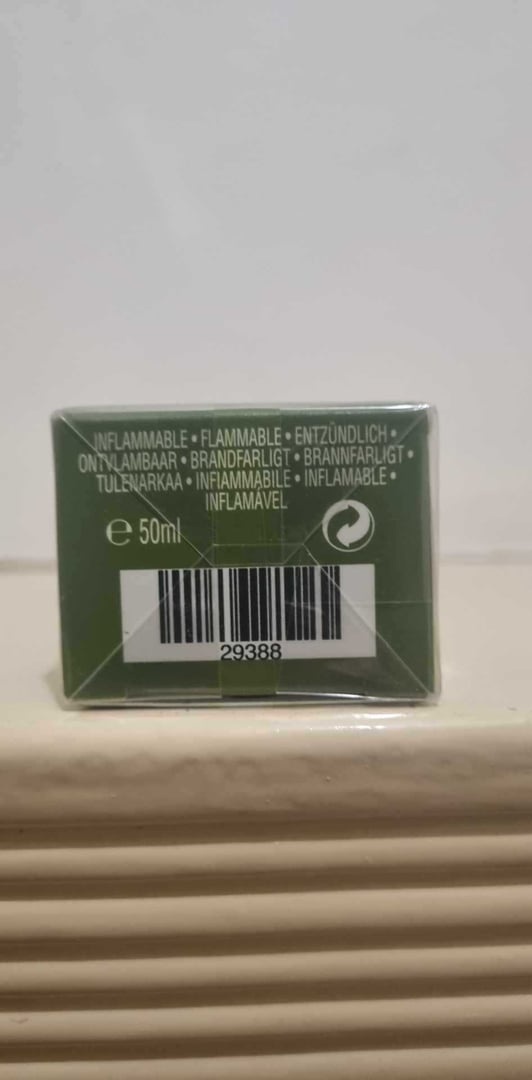 INFLAMMABLE • FLAMMABLE • ENTZÜNDLICH •
ONTVLAMBAAR • BRANDFARLIGT • BRANNFARLIGT •
TULENARKAA • INFIAMMABILE • INFLAMABLE •
INFLAMÁVEL
e 50ml
29388